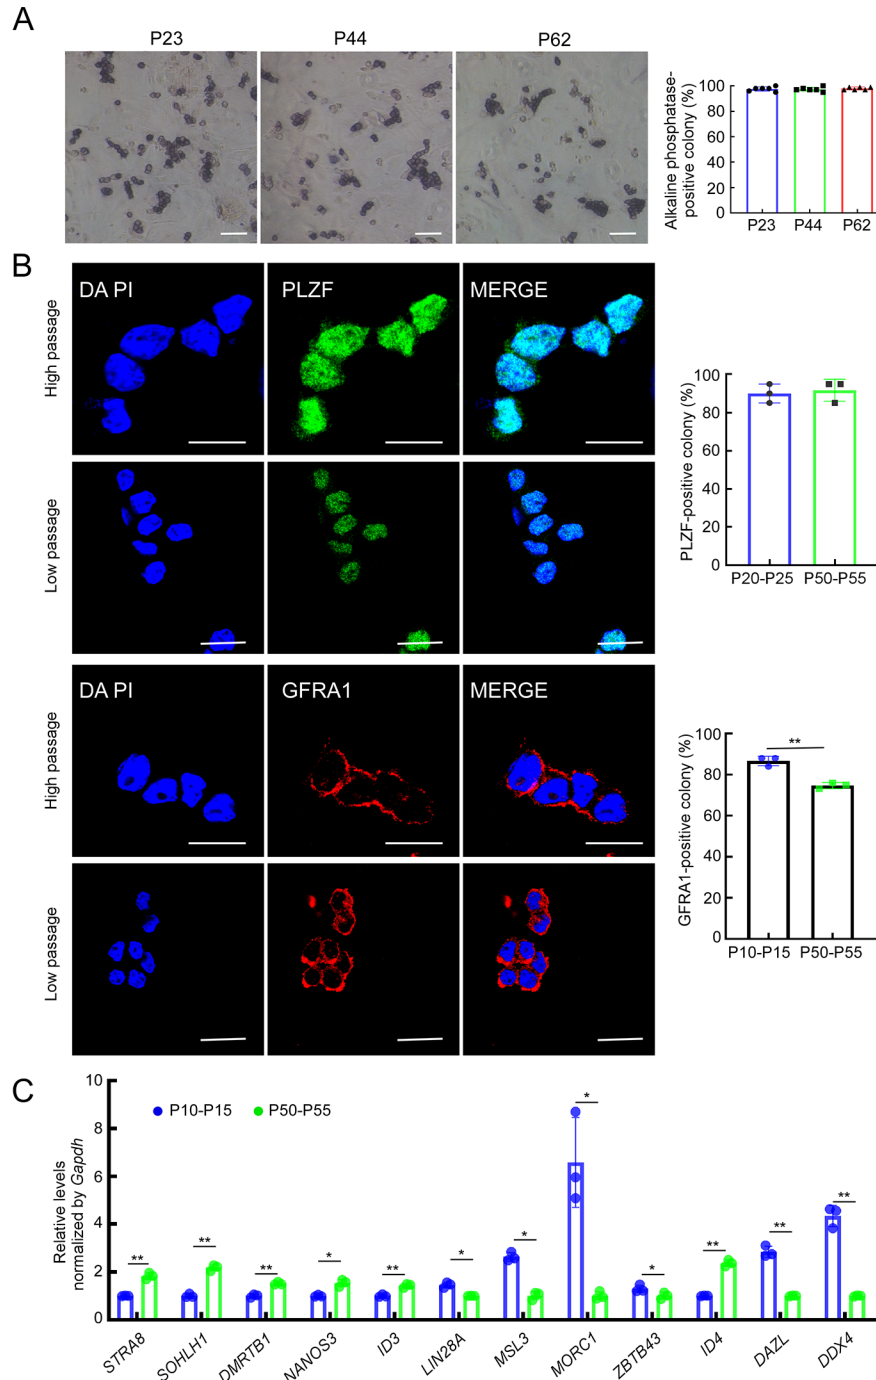 A
P23
P44
P62
Alkaline phosphatase-
positive colony (%)
100
80
60
40
20
0
P23 P44 P62
B
High passage
DA PI
PLZF
MERGE
Low passage
PLZF-positive colony (%)
100
80
60
40
20
0
P20-P25 P50-P55
High passage
DA PI
GFRA1
MERGE
Low passage
GFRA1-positive colony (%)
100
80
60
40
20
0
**
P10-P15 P50-P55
C
Relative levels
normalized by Gapdh
10
8
6
4
2
0
P10-P15
P50-P55
** ** ** * ** * * * * ** ** **
STRA8
SOHLH1
DMRTB1
NANOS3
ID3
LIN28A
MSL3
MORC1
ZBTB43
ID4
DAZL
DDX4